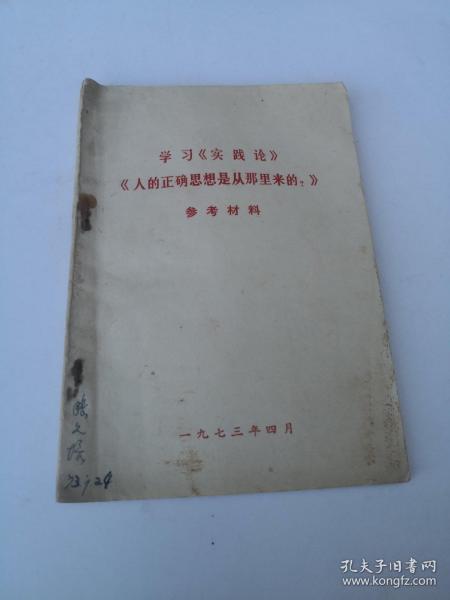 学习《实践论》
《人的正确思想是从那里来的？》
参考材料
一九七三年四月
文
孔夫子旧书网
www.kongfz.com